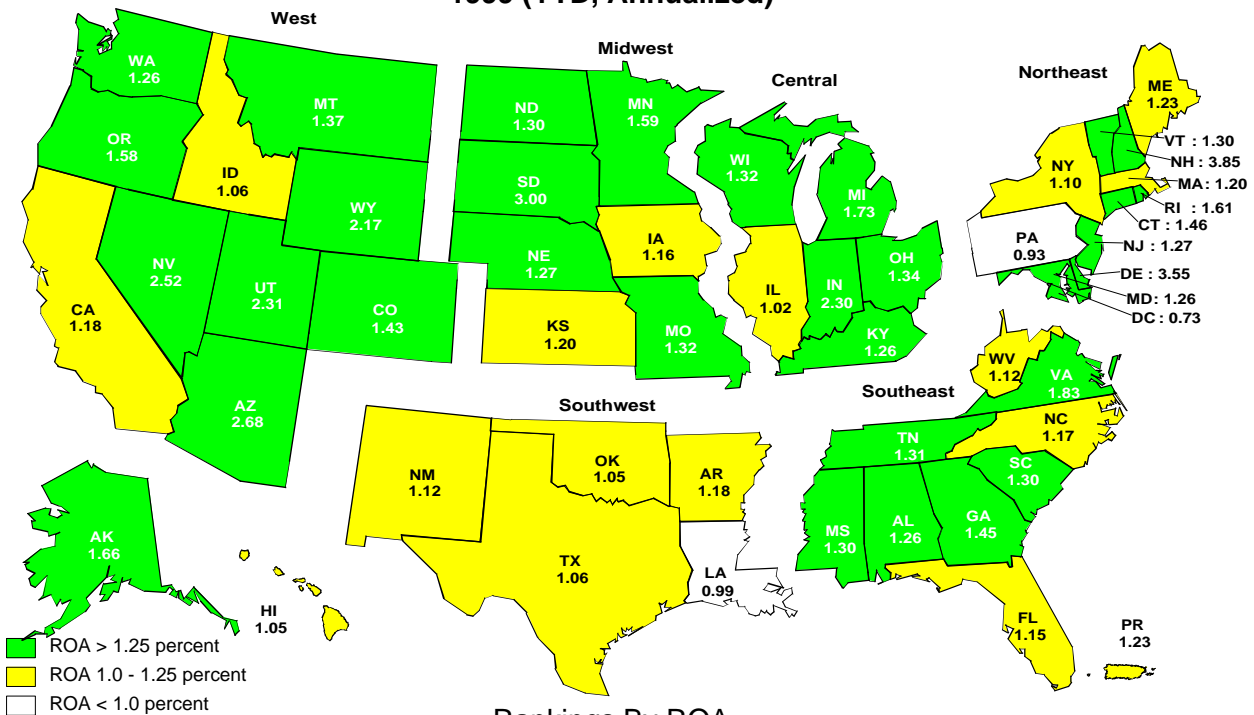 West
Midwest
Central
Northeast
WA
1.26
MT
1.37
OR
1.58
ID
1.06
WY
2.17
NV
2.52
UT
2.31
CO
1.43
CA
1.18
AZ
2.68
AK
1.66
HI
1.05
ND
1.30
MN
1.59
SD
3.00
IA
1.16
NE
1.27
KS
1.20
MO
1.32
WI
1.32
MI
1.73
IL
1.02
IN
2.30
OH
1.34
KY
1.26
ME
1.23
NY
1.10
VT : 1.30
NH : 3.85
MA : 1.20
RI : 1.61
CT : 1.46
PA
0.93
NJ : 1.27
DE : 3.55
MD: 1.26
DC : 0.73
Southwest
NM
1.12
OK
1.05
AR
1.18
TX
1.06
LA
0.99
Southeast
WV
1.12
VA
1.83
NC
1.17
TN
1.31
SC
1.30
MS
1.30
AL
1.26
GA
1.45
FL
1.15
PR
1.23
ROA > 1.25 percent
ROA 1.0 - 1.25 percent
ROA < 1.0 percent